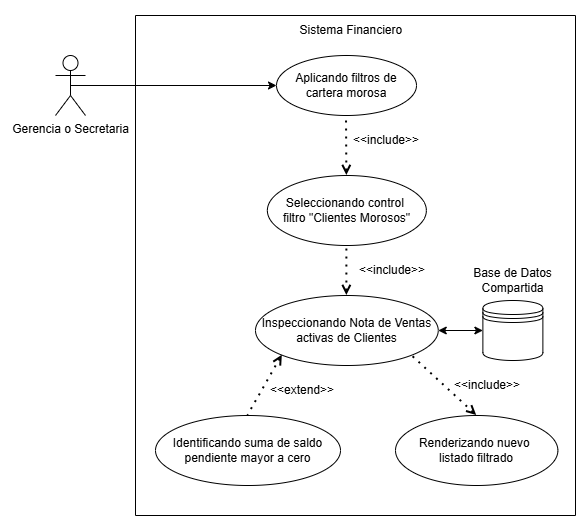 Sistema Financiero
Aplicando filtros de
cartera morosa
Gerencia o Secretaria
<<include>>
Seleccionando control
filtro "Clientes Morosos"
<<include>>
Base de Datos
Compartida
Inspeccionando Nota de Ventas
activas de Clientes
<<extend>>
<<include>>
Identificando suma de saldo
pendiente mayor a cero
Renderizando nuevo
listado filtrado